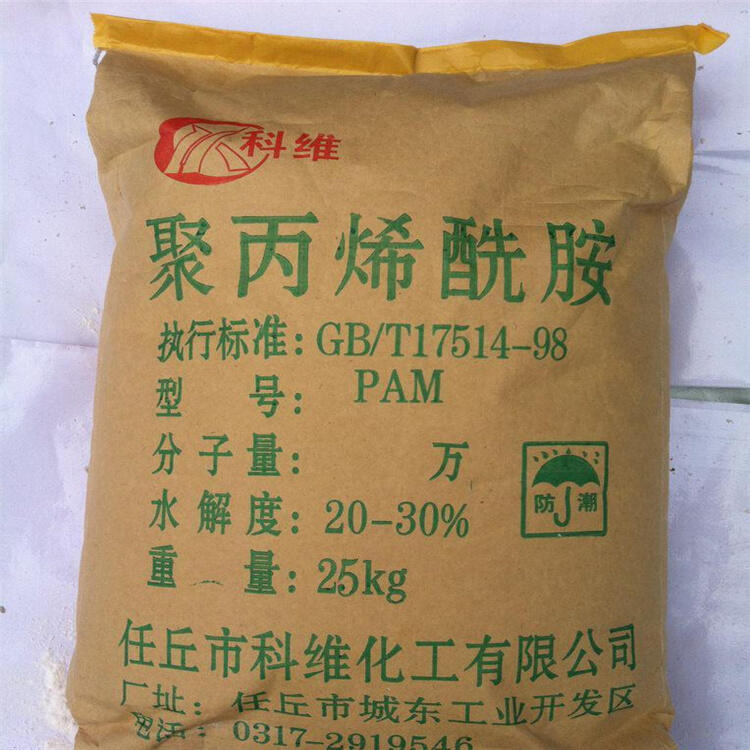 科维
聚丙烯酰胺
执行标准：GB/T17514-98
型　号：　PAM
分子量：　　万
水解度：20-30%
防潮
重　量：25kg
任丘市科维化工有限公司
厂址：任丘市城东工业开发区
电话：0317-2919546